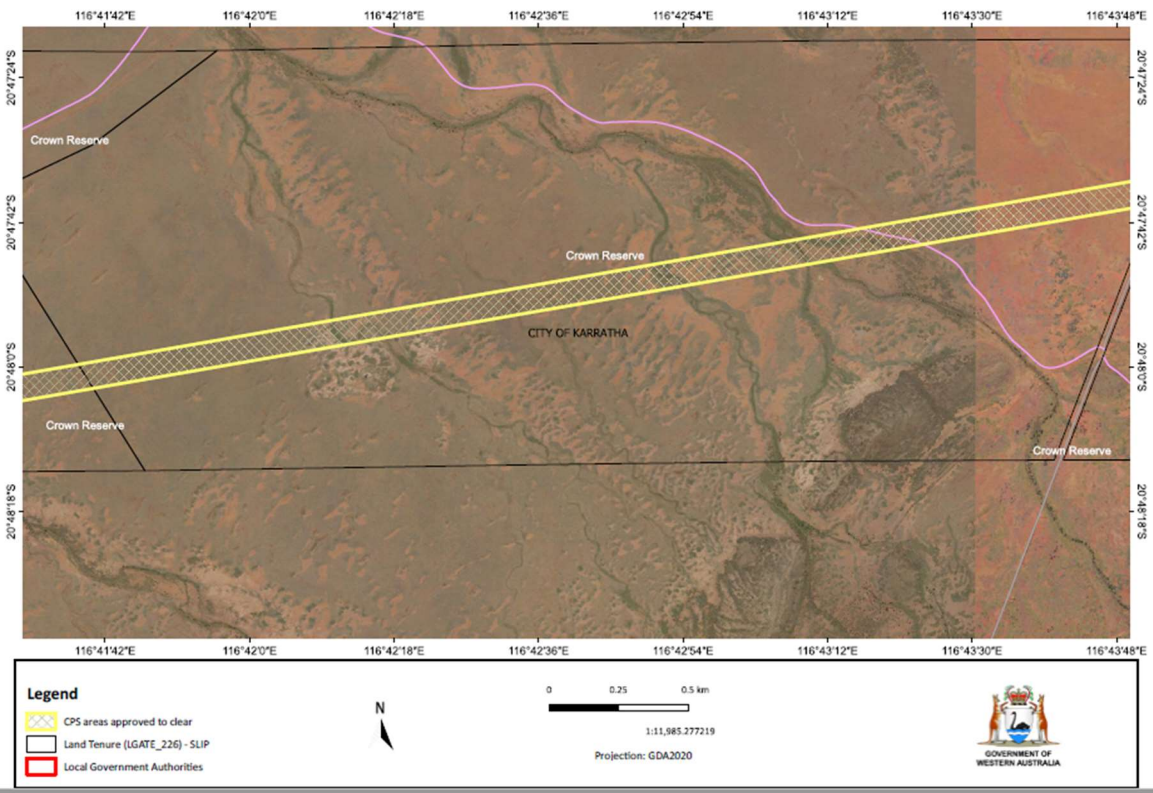 116°41'42"E 116°42'0"E 116°42'18"E 116°42'36"E 116°42'54"E 116°43'12"E 116°43'30"E 116°43'48"E
20°47'24"S
20°47'24"S
Crown Reserve
20°47'42"S
20°47'42"S
Crown Reserve
CITY OF KARRATHA
20°48'0"S
20°48'0"S
Crown Reserve
Crown Reserve
20°48'18"S
20°48'18"S
116°41'42"E 116°42'0"E 116°42'18"E 116°42'36"E 116°42'54"E 116°43'12"E 116°43'30"E 116°43'48"E
Legend
CPS areas approved to clear
Land Tenure (LGATE_226) - SLIP
Local Government Authorities
N
0 0.25 0.5 km
1:11,985.277219
Projection: GDA2020
GOVERNMENT OF
WESTERN AUSTRALIA